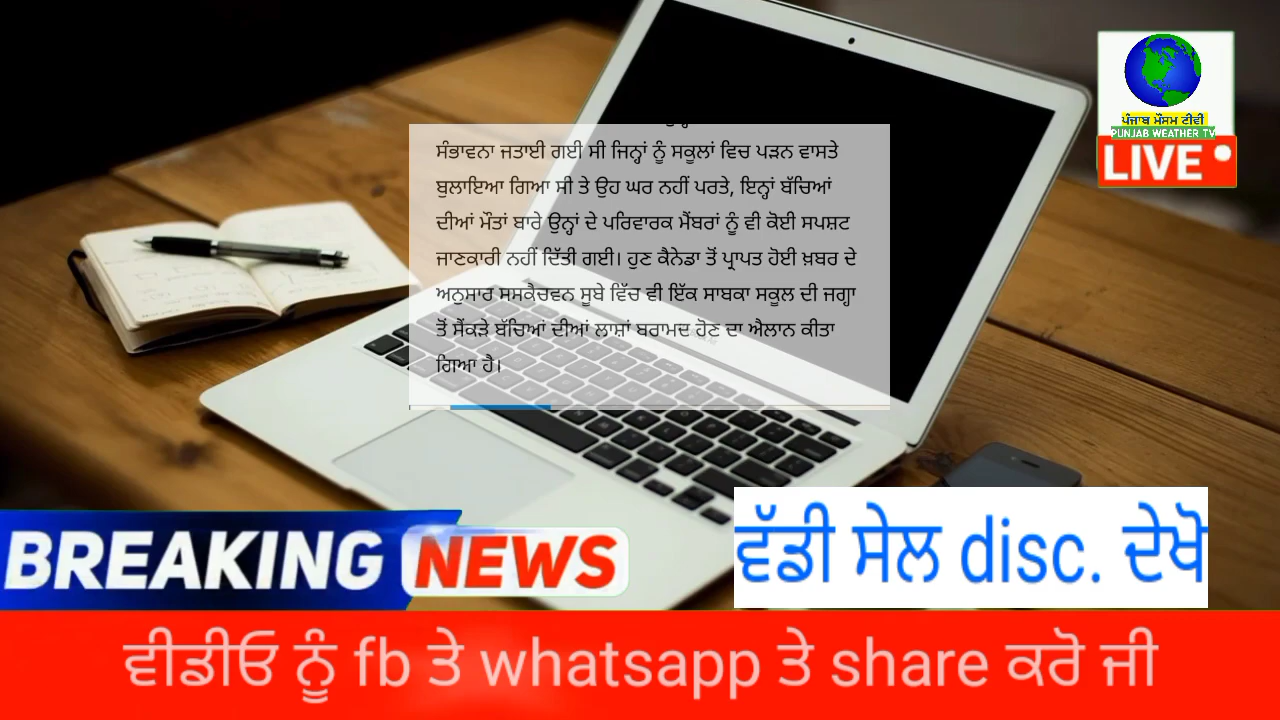 ਪੰਜਾਬ ਮੌਸਮ ਟੀਵੀ
PUNJAB WEATHER TV
LIVE
ਸੰਭਾਵਨਾ ਜਤਾਈ ਗਈ ਸੀ ਜਿਨ੍ਹਾਂ ਨੂੰ ਸਕੂਲਾਂ ਵਿਚ ਪੜਨ ਵਾਸਤੇ
ਬੁਲਾਇਆ ਗਿਆ ਸੀ ਤੇ ਉਹ ਘਰ ਨਹੀਂ ਪਰਤੇ, ਇਨ੍ਹਾਂ ਬੱਚਿਆਂ
ਦੀਆਂ ਮੌਤਾਂ ਬਾਰੇ ਉਨ੍ਹਾਂ ਦੇ ਪਰਿਵਾਰਕ ਮੈਂਬਰਾਂ ਨੂੰ ਵੀ ਕੋਈ ਸਪਸ਼ਟ
ਜਾਣਕਾਰੀ ਨਹੀਂ ਦਿੱਤੀ ਗਈ। ਹੁਣ ਕੈਨੇਡਾ ਤੋਂ ਪ੍ਰਾਪਤ ਹੋਈ ਖ਼ਬਰ ਦੇ
ਅਨੁਸਾਰ ਸਸਕੈਚਵਨ ਸੂਬੇ ਵਿੱਚ ਵੀ ਇੱਕ ਸਾਬਕਾ ਸਕੂਲ ਦੀ ਜਗ੍ਹਾ
ਤੋਂ ਸੈਂਕੜੇ ਬੱਚਿਆਂ ਦੀਆਂ ਲਾਸ਼ਾਂ ਬਰਾਮਦ ਹੋਣ ਦਾ ਐਲਾਨ ਕੀਤਾ
ਗਿਆ ਹੈ।
BREAKING NEWS
ਵੱਡੀ ਸੇਲ disc. ਦੇਖੋ
ਵੀਡੀਓ ਨੂੰ fb ਤੇ whatsapp ਤੇ share ਕਰੋ ਜੀ